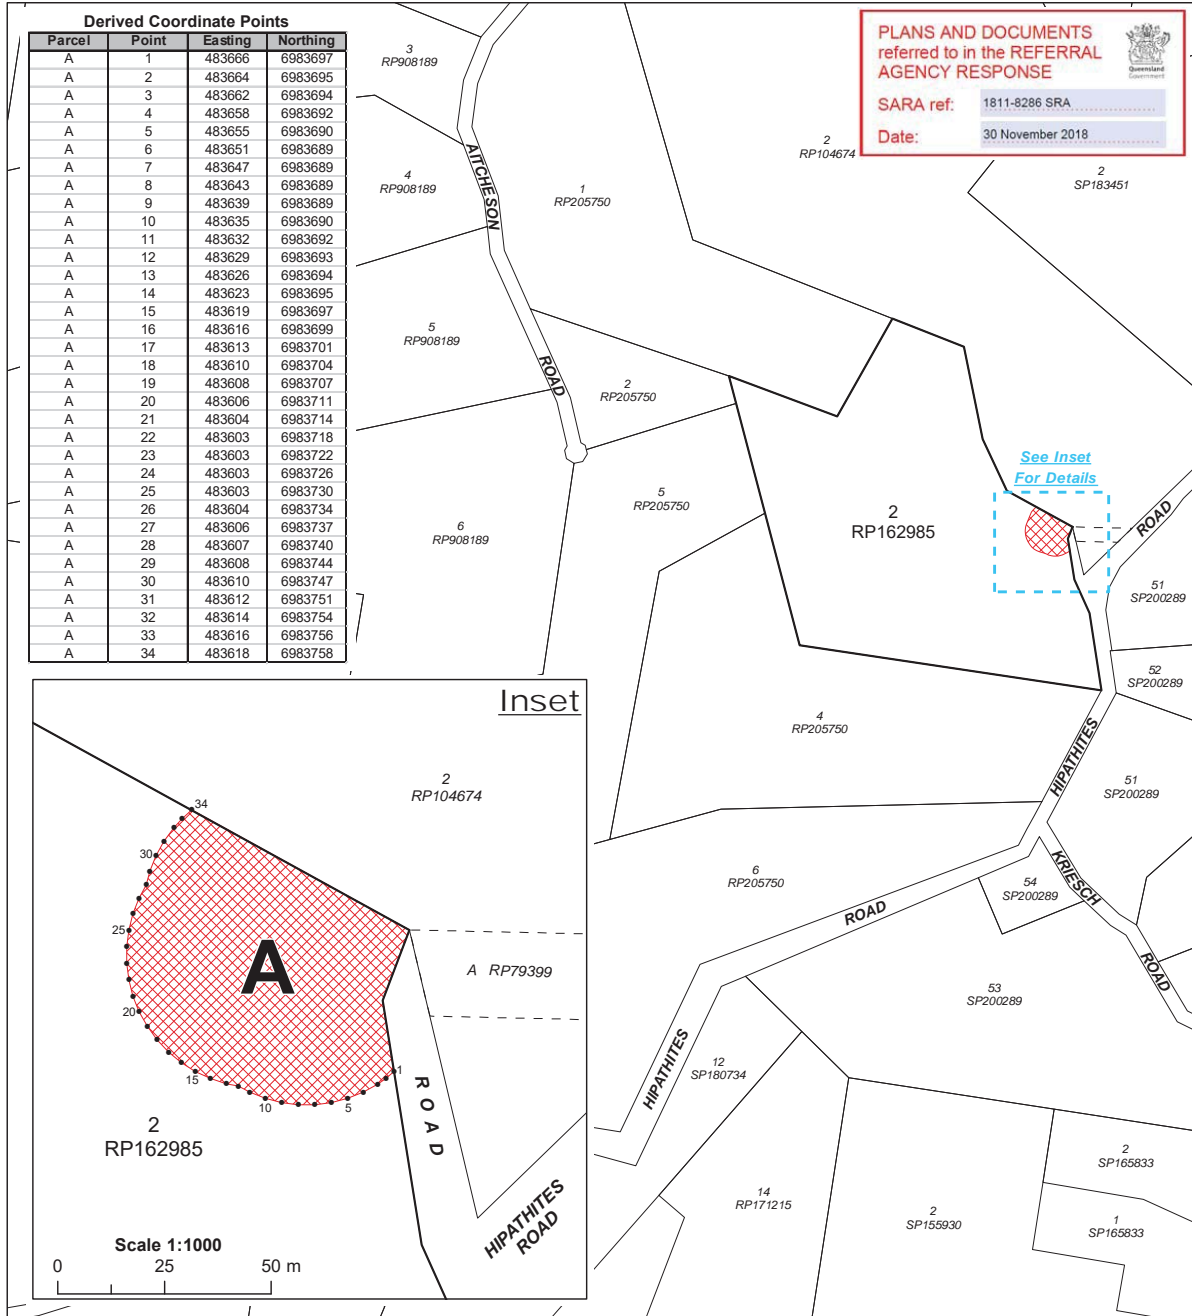 Derived Coordinate Points
Parcel Point Easting Northing
A 1 483666 6983697
A 2 483664 6983695
A 3 483662 6983694
A 4 483658 6983692
A 5 483655 6983690
A 6 483651 6983689
A 7 483647 6983689
A 8 483643 6983689
A 9 483639 6983689
A 10 483635 6983690
A 11 483632 6983692
A 12 483629 6983693
A 13 483626 6983694
A 14 483623 6983695
A 15 483619 6983697
A 16 483616 6983699
A 17 483613 6983701
A 18 483610 6983704
A 19 483608 6983707
A 20 483606 6983711
A 21 483604 6983714
A 22 483603 6983718
A 23 483603 6983722
A 24 483603 6983726
A 25 483603 6983730
A 26 483604 6983734
A 27 483606 6983737
A 28 483607 6983740
A 29 483608 6983744
A 30 483610 6983747
A 31 483612 6983751
A 32 483614 6983754
A 33 483616 6983756
A 34 483618 6983758
PLANS AND DOCUMENTS
referred to in the REFERRAL
AGENCY RESPONSE
Queensland
Government
SARA ref: 1811-8286 SRA
Date: 30 November 2018
3
RP908189
4
RP908189
AITCHESON
1
RP205750
2
RP104674
2
SP183451
5
RP908189
ROAD
2
RP205750
6
RP908189
5
RP205750
2
RP162985
See Inset
For Details
ROAD
51
SP200289
52
SP200289
4
RP205750
HIPATHITES
51
SP200289
6
RP205750
ROAD
54
SP200289
KRIESCH
ROAD
53
SP200289
HIPATHITES
12
SP180734
14
RP171215
2
SP155930
2
SP165833
1
SP165833
Inset
2
RP104674
34
30
25
20
15
10
5
1
A
A RP79399
ROAD
2
RP162985
HIPATHITES
ROAD
Scale 1:1000
0 25 50 m